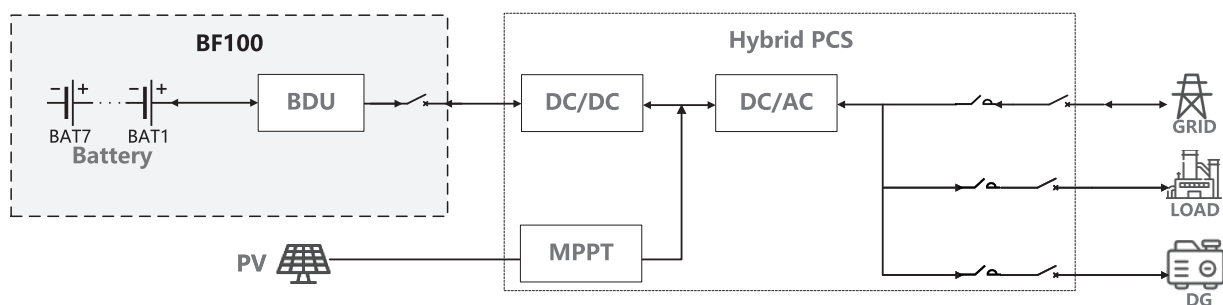 BF100
Hybrid PCS
BDU
DC/DC
DC/AC
BAT7
BAT1
Battery
GRID
LOAD
MPPT
PV
DG